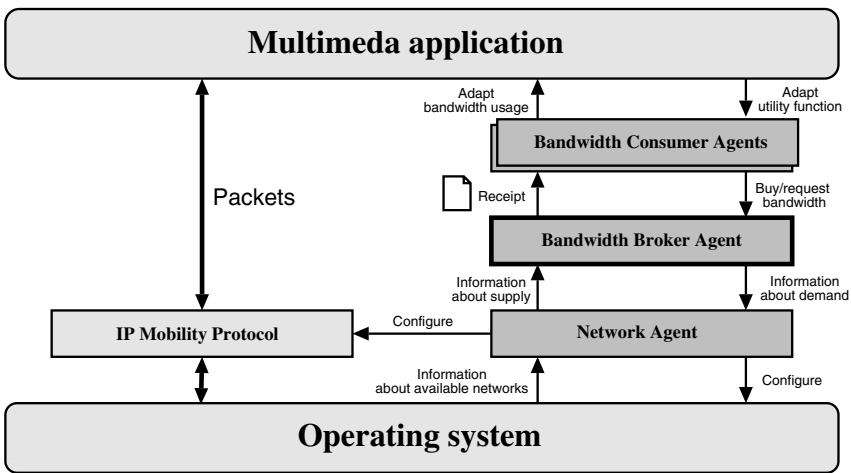 Multimeda application
Adapt
bandwidth usage
Adapt
utility function
Bandwidth Consumer Agents
Packets
Receipt
Buy/request
bandwidth
Bandwidth Broker Agent
Information
about supply
Information
about demand
IP Mobility Protocol
Configure
Network Agent
Information
about available networks
Configure
Operating system